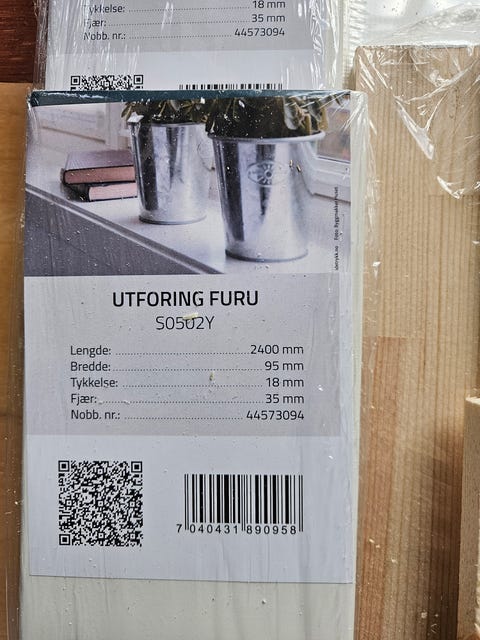 Tykkelse: 18 mm
Fjær: 35 mm
Nobb. nr.: 44573094
UTFORING FURU
S0502Y
Lengde: 2400 mm
Bredde: 95 mm
Tykkelse: 18 mm
Fjær: 35 mm
Nobb. nr.: 44573094
7 040431 890958